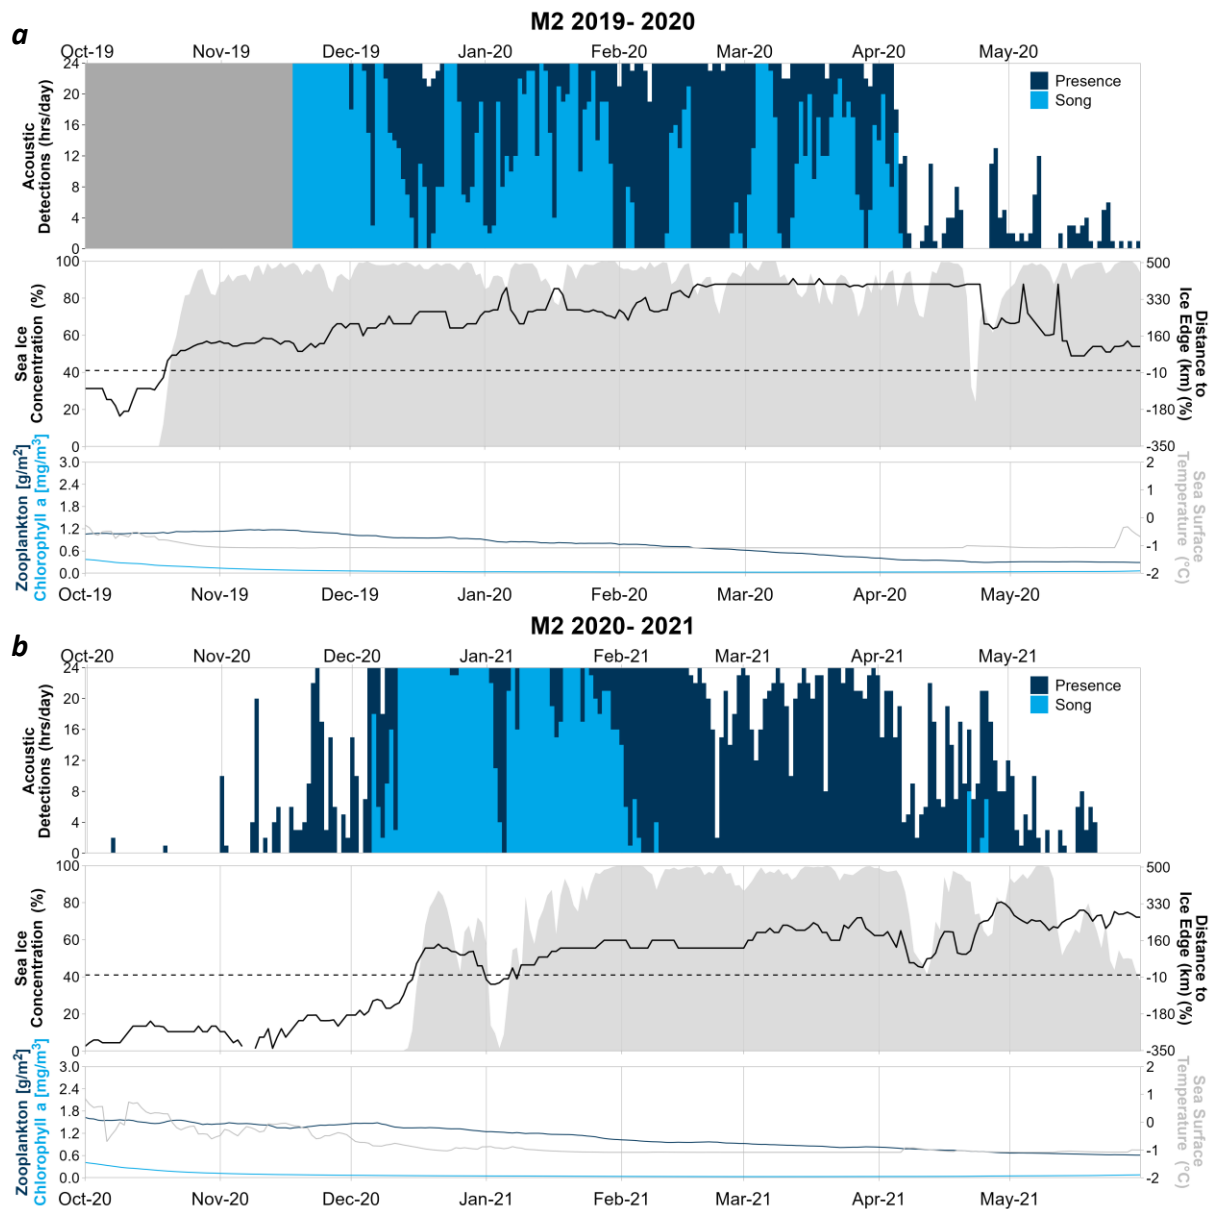 a
M2 2019- 2020
Oct-19 Nov-19 Dec-19 Jan-20 Feb-20 Mar-20 Apr-20 May-20
Acoustic
Detections (hrs/day)
24
20
16
12
8
4
0
Presence
Song
Sea Ice
Concentration (%)
100
80
60
40
20
0
500
330
160
-10
-180
-350
Distance to
Ice Edge (km) (%)
Zooplankton [g/m²]
Chlorophyll a [mg/m³]
3.0
2.4
1.8
1.2
0.6
0.0
2
1
0
-1
-2
Sea Surface
Temperature (°C)
Oct-19 Nov-19 Dec-19 Jan-20 Feb-20 Mar-20 Apr-20 May-20
b
M2 2020- 2021
Oct-20 Nov-20 Dec-20 Jan-21 Feb-21 Mar-21 Apr-21 May-21
Acoustic
Detections (hrs/day)
24
20
16
12
8
4
0
Presence
Song
Sea Ice
Concentration (%)
100
80
60
40
20
0
500
330
160
-10
-180
-350
Distance to
Ice Edge (km) (%)
Zooplankton [g/m²]
Chlorophyll a [mg/m³]
3.0
2.4
1.8
1.2
0.6
0.0
2
1
0
-1
-2
Sea Surface
Temperature (°C)
Oct-20 Nov-20 Dec-20 Jan-21 Feb-21 Mar-21 Apr-21 May-21